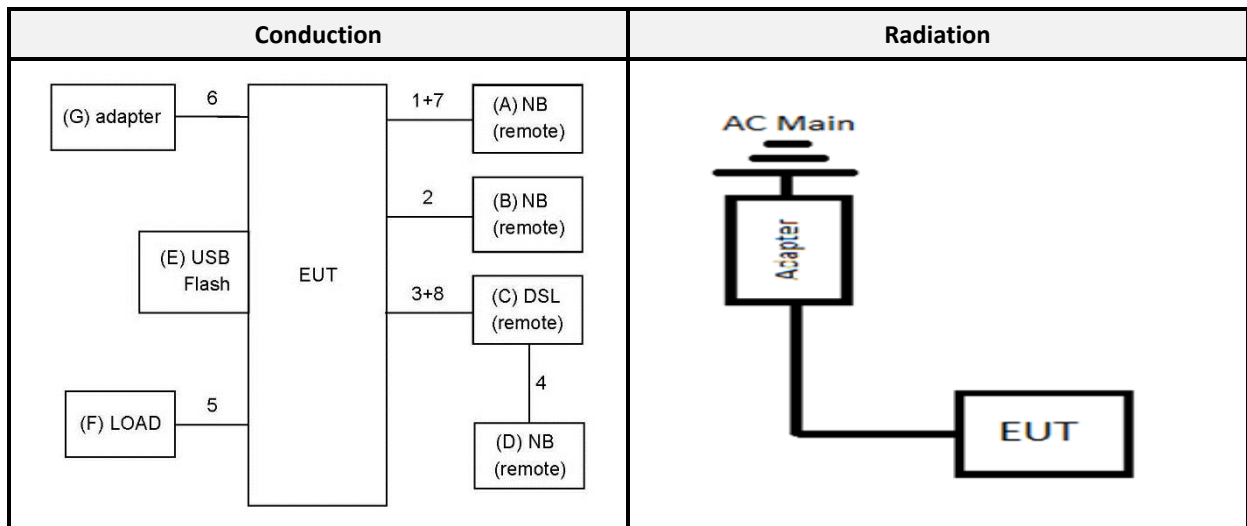 Conduction
Radiation
(G) adapter
6
1+7
(A) NB
(remote)
2
(B) NB
(remote)
(E) USB
Flash
EUT
3+8
(C) DSL
(remote)
4
(F) LOAD
5
(D) NB
(remote)
AC Main
Adapter
EUT